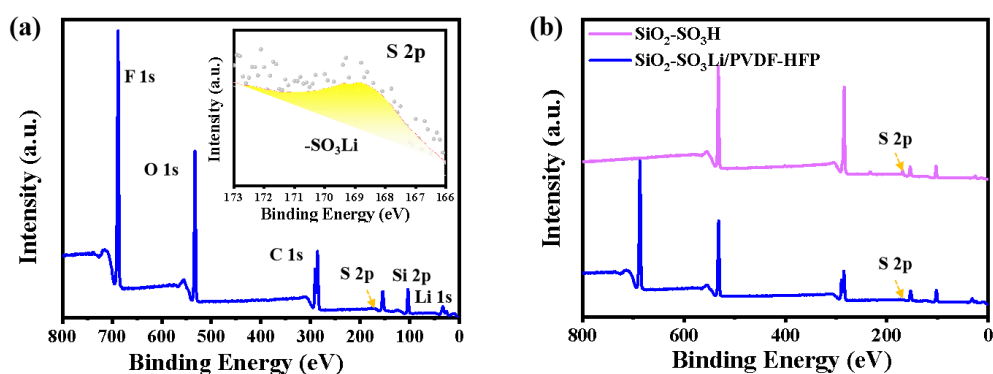 (a)
F 1s
O 1s
C 1s
S 2p
Si 2p
Li 1s
Intensity (a.u.)
800 700 600 500 400 300 200 100 0
Binding Energy (eV)
S 2p
-SO₃Li
Intensity (a.u.)
173 172 171 170 169 168 167 166
Binding Energy (eV)
(b)
SiO₂-SO₃H
SiO₂-SO₃Li/PVDF-HFP
S 2p
S 2p
Intensity (a.u.)
800 600 400 200 0
Binding Energy (eV)